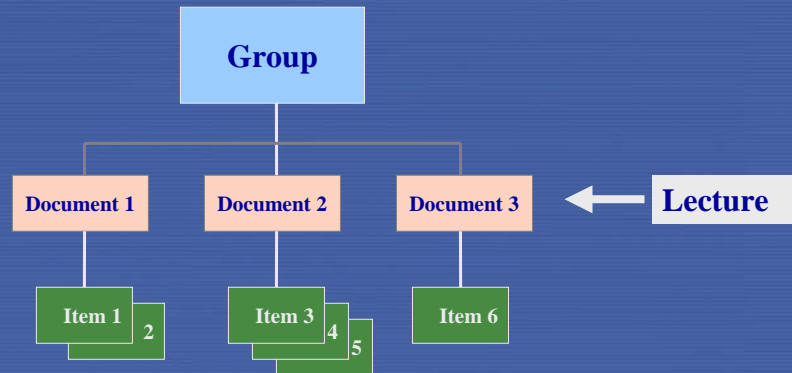 Group
Document 1
Document 2
Document 3
Lecture
Item 1
2
Item 3
4
5
Item 6